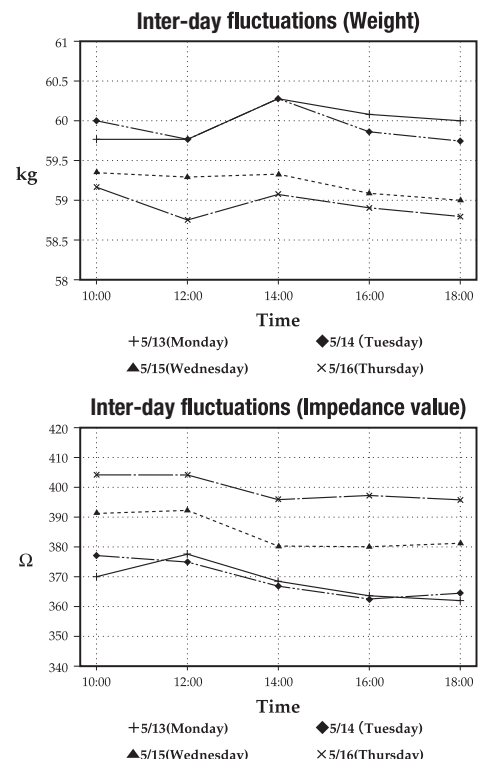 Inter-day fluctuations (Weight)
61
60.5
60
59.5
kg
59
58.5
58
10:00 12:00 14:00 16:00 18:00
Time
5/13(Monday) 5/14 (Tuesday)
5/15(Wednesday) 5/16(Thursday)
Inter-day fluctuations (Impedance value)
420
410
400
390
380
Ω
370
360
350
340
10:00 12:00 14:00 16:00 18:00
Time
5/13(Monday) 5/14 (Tuesday)
5/15(Wednesday) 5/16(Thursday)